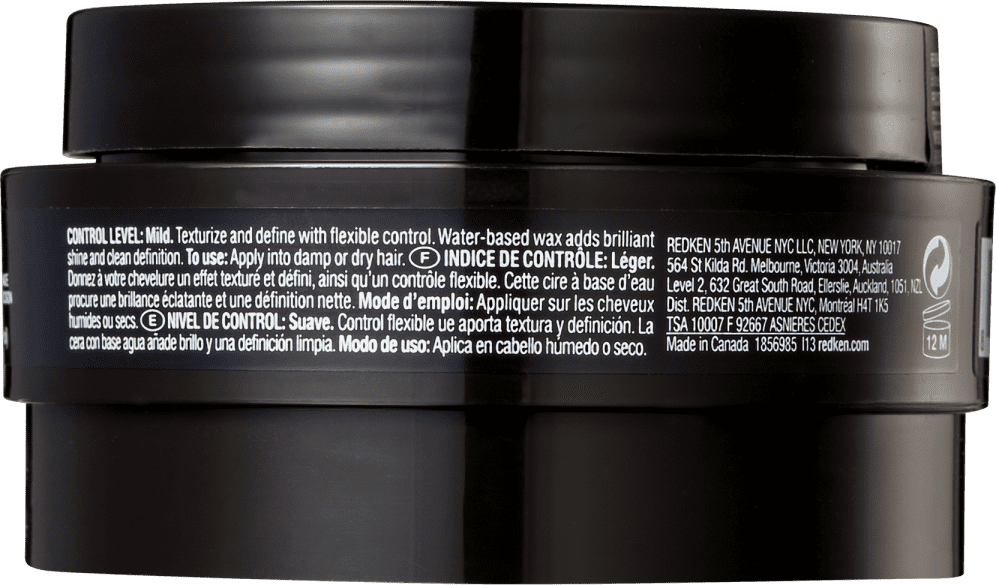 CONTROL LEVEL: Mild. Texturize and define with flexible control. Water-based wax adds brilliant
shine and clean definition. To use: Apply into damp or dry hair. (F) INDICE DE CONTRÔLE: Léger.
Donnez à votre chevelure un effet texturé et défini, ainsi qu'un contrôle flexible. Cette cire à base d'eau
procure une brillance éclatante et une définition nette. Mode d'emploi: Appliquer sur les cheveux
humides ou secs. (E) NIVEL DE CONTROL: Suave. Control flexible ue aporta textura y definición. La
cera con base agua añade brillo y una definición limpia. Modo de uso: Aplica en cabello húmedo o seco.
REDKEN 5th AVENUE NYC LLC, NEW YORK, NY 10017
564 St Kilda Rd. Melbourne, Victoria 3004, Australia
Level 2, 632 Great South Road, Ellerslie, Auckland, 1051, NZL
Dist. REDKEN 5th AVENUE NYC, Montréal H4T 1K5
TSA 10007 F 92667 ASNIERES CEDEX
Made in Canada 1856985 I13 redken.com
12 M